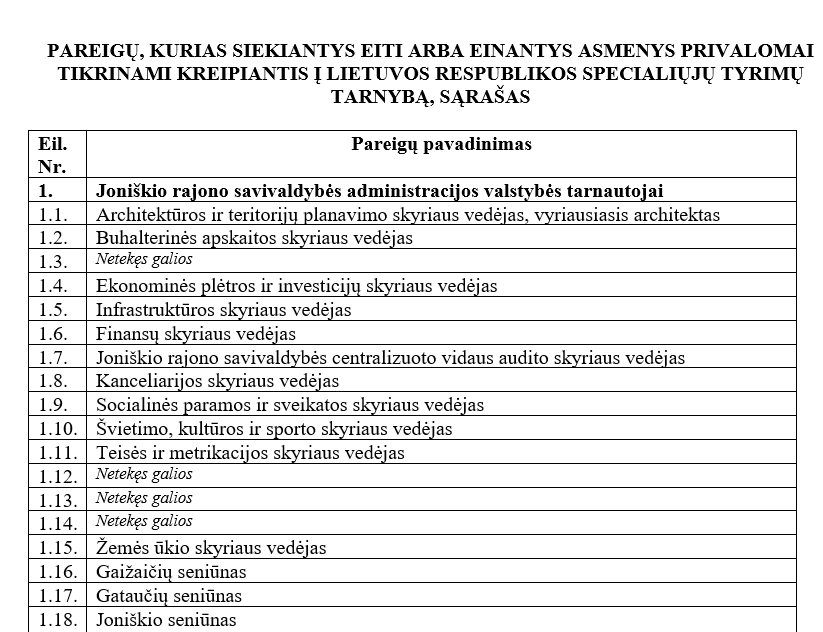 PAREIGŲ, KURIAS SIEKIANTYS EITI ARBA EINANTYS ASMENYS PRIVALOMAI
TIKRINAMI KREIPIANTIS Į LIETUVOS RESPUBLIKOS SPECIALIŲJŲ TYRIMŲ
TARNYBĄ, SĄRAŠAS
Eil. Nr. Pareigų pavadinimas
1. Joniškio rajono savivaldybės administracijos valstybės tarnautojai
1.1. Architektūros ir teritorijų planavimo skyriaus vedėjas, vyriausiasis architektas
1.2. Buhalterinės apskaitos skyriaus vedėjas
1.3. Netekęs galios
1.4. Ekonominės plėtros ir investicijų skyriaus vedėjas
1.5. Infrastruktūros skyriaus vedėjas
1.6. Finansų skyriaus vedėjas
1.7. Joniškio rajono savivaldybės centralizuoto vidaus audito skyriaus vedėjas
1.8. Kanceliarijos skyriaus vedėjas
1.9. Socialinės paramos ir sveikatos skyriaus vedėjas
1.10. Švietimo, kultūros ir sporto skyriaus vedėjas
1.11. Teisės ir metrikacijos skyriaus vedėjas
1.12. Netekęs galios
1.13. Netekęs galios
1.14. Netekęs galios
1.15. Žemės ūkio skyriaus vedėjas
1.16. Gaižaičių seniūnas
1.17. Gataučių seniūnas
1.18. Joniškio seniūnas